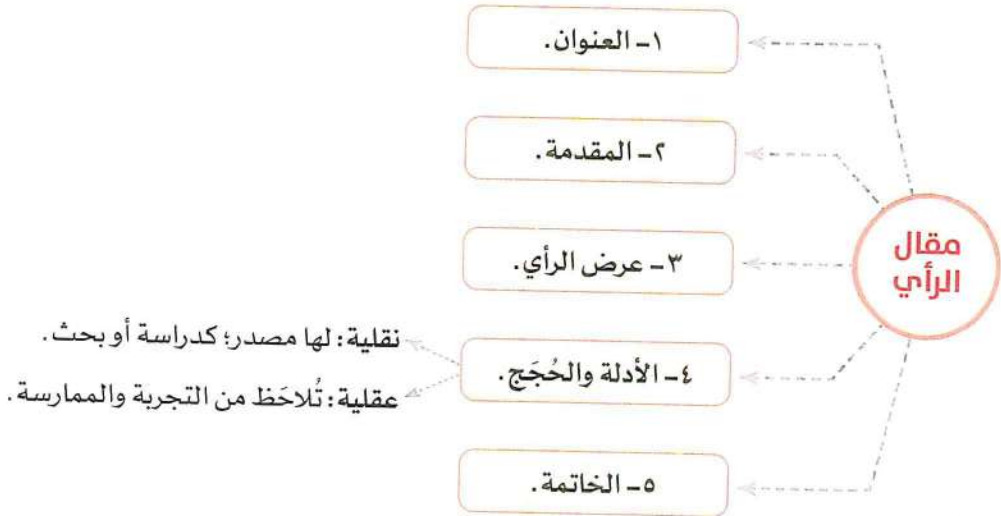 مقال
الرأي
١- العنوان.
٢- المقدمة.
٣- عرض الرأي.
٤- الأدلة والحُجَج.
نقلية: لها مصدر؛ كدراسة أو بحث.
عقلية: تُلاحَظ من التجربة والممارسة.
٥- الخاتمة.